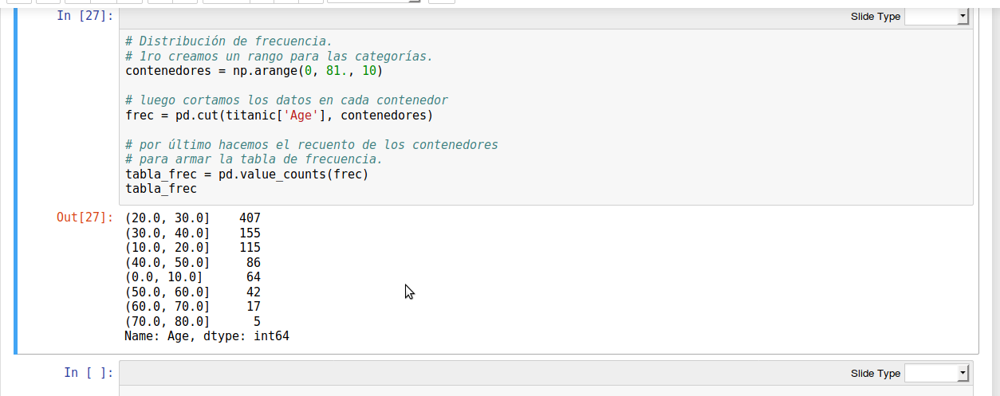 In [27]:
Slide Type
# Distribución de frecuencia.
# 1ro creamos un rango para las categorías.
contenedores = np.arange(0, 81., 10)
# luego cortamos los datos en cada contenedor
frec = pd.cut(titanic['Age'], contenedores)
# por último hacemos el recuento de los contenedores
# para armar la tabla de frecuencia.
tabla_frec = pd.value_counts(frec)
tabla_frec
Out[27]: (20.0, 30.0]    407
(30.0, 40.0]    155
(10.0, 20.0]    115
(40.0, 50.0]     86
(0.0, 10.0]      64
(50.0, 60.0]     42
(60.0, 70.0]     17
(70.0, 80.0]      5
Name: Age, dtype: int64
In [ ]:
Slide Type